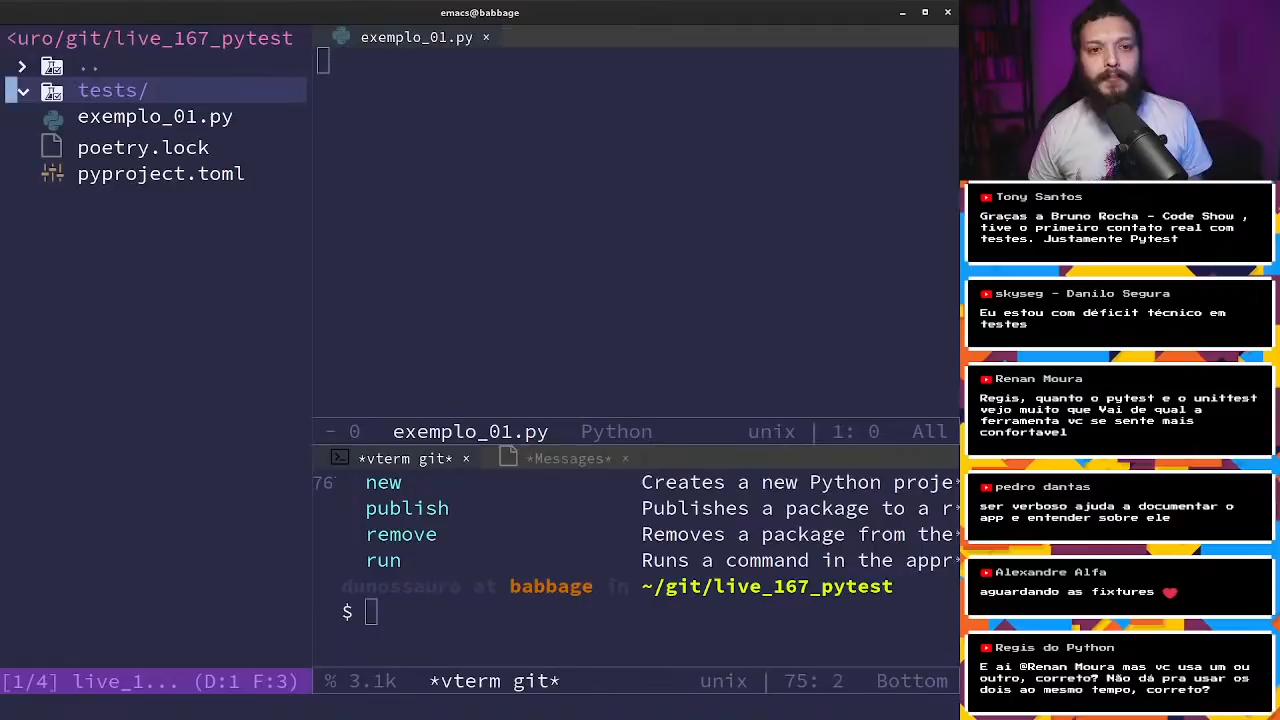 emacs@babbage
<uro/git/live_167_pytest
..
tests/
exemplo_01.py
poetry.lock
pyproject.toml
[1/4] live_1... (D:1 F:3)
exemplo_01.py ×
- 0 exemplo_01.py Python unix | 1: 0 All
*vterm git* × *Messages* ×
76 new Creates a new Python proje
publish Publishes a package to a r
remove Removes a package from the
run Runs a command in the appr
dunossauro at babbage in ~/git/live_167_pytest
$
% 3.1k *vterm git* unix | 75: 2 Bottom
Tony Santos
Graças a Bruno Rocha - Code Show ,
tive o primeiro contato real com
testes. Justamente Pytest
skyseg - Danilo Segura
Eu estou com déficit técnico em
testes
Renan Moura
Regis, quanto o pytest e o unittest
vejo muito que Vai de qual a
ferramenta vc se sente mais
confortavel
pedro dantas
ser verboso ajuda a documentar o
app e entender sobre ele
Alexandre Alfa
aguardando as fixtures ❤
Regis do Python
E ai @Renan Moura mas vc usa um ou
outro, correto? Não dá pra usar os
dois ao mesmo tempo, correto?